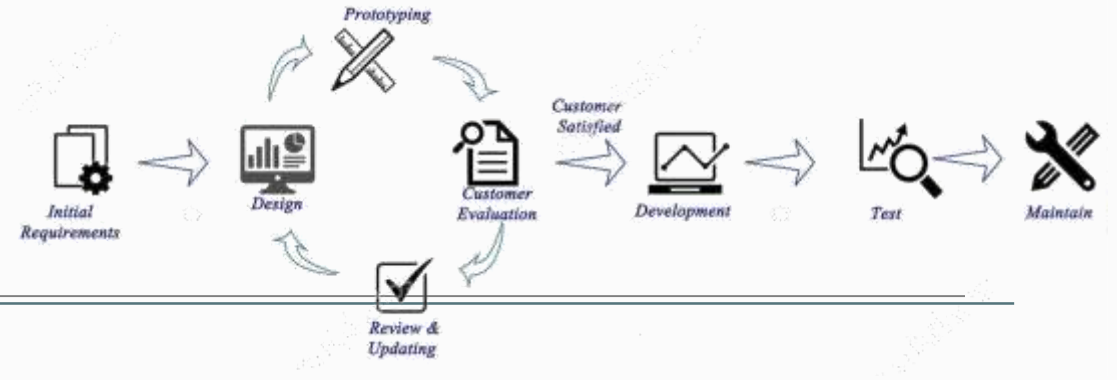 Prototyping
Customer
Satisfied
Initial
Requirements
Design
Customer
Evaluation
Development
Test
Maintain
Review &
Updating